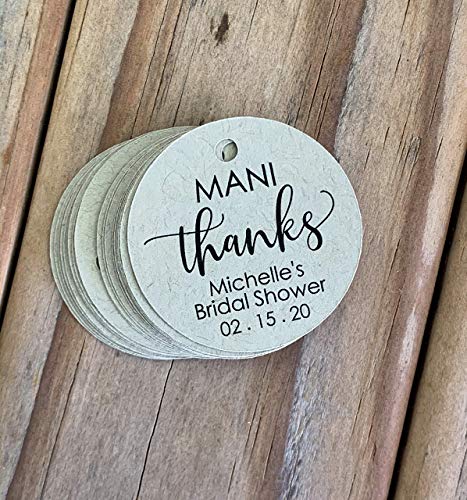 MANI
thanks
Michelle's
Bridal Shower
02 . 15 . 20